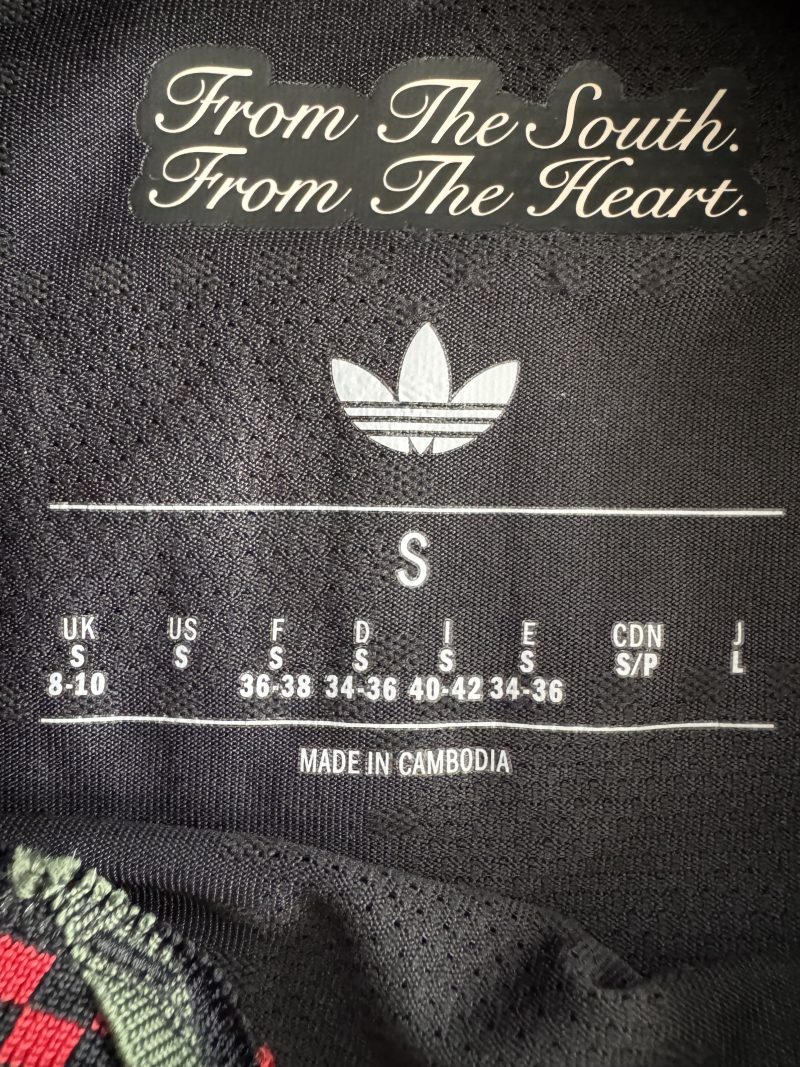 From The South.
From The Heart.
S
UK US F D I E CDN J
S S S S S S S/P L
8-10 36-38 34-36 40-42 34-36
MADE IN CAMBODIA